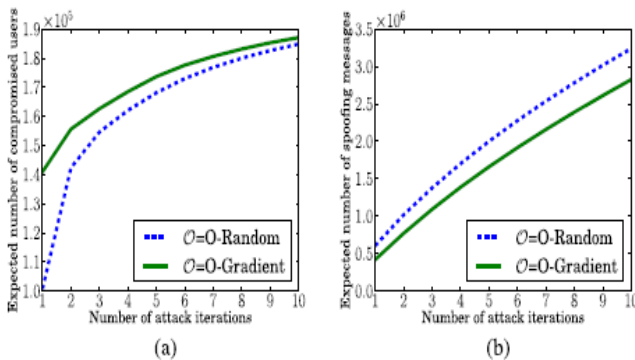 ×10⁵
Expected number of compromised users
1.9
1.8
1.7
1.6
1.5
1.4
1.3
1.2
1.1
1.0
1 2 3 4 5 6 7 8 9 10
Number of attack iterations
𝒪=O-Random
𝒪=O-Gradient
(a)
×10⁶
Expected number of spoofing messages
3.5
3.0
2.5
2.0
1.5
1.0
0.5
0.0
1 2 3 4 5 6 7 8 9 10
Number of attack iterations
𝒪=O-Random
𝒪=O-Gradient
(b)